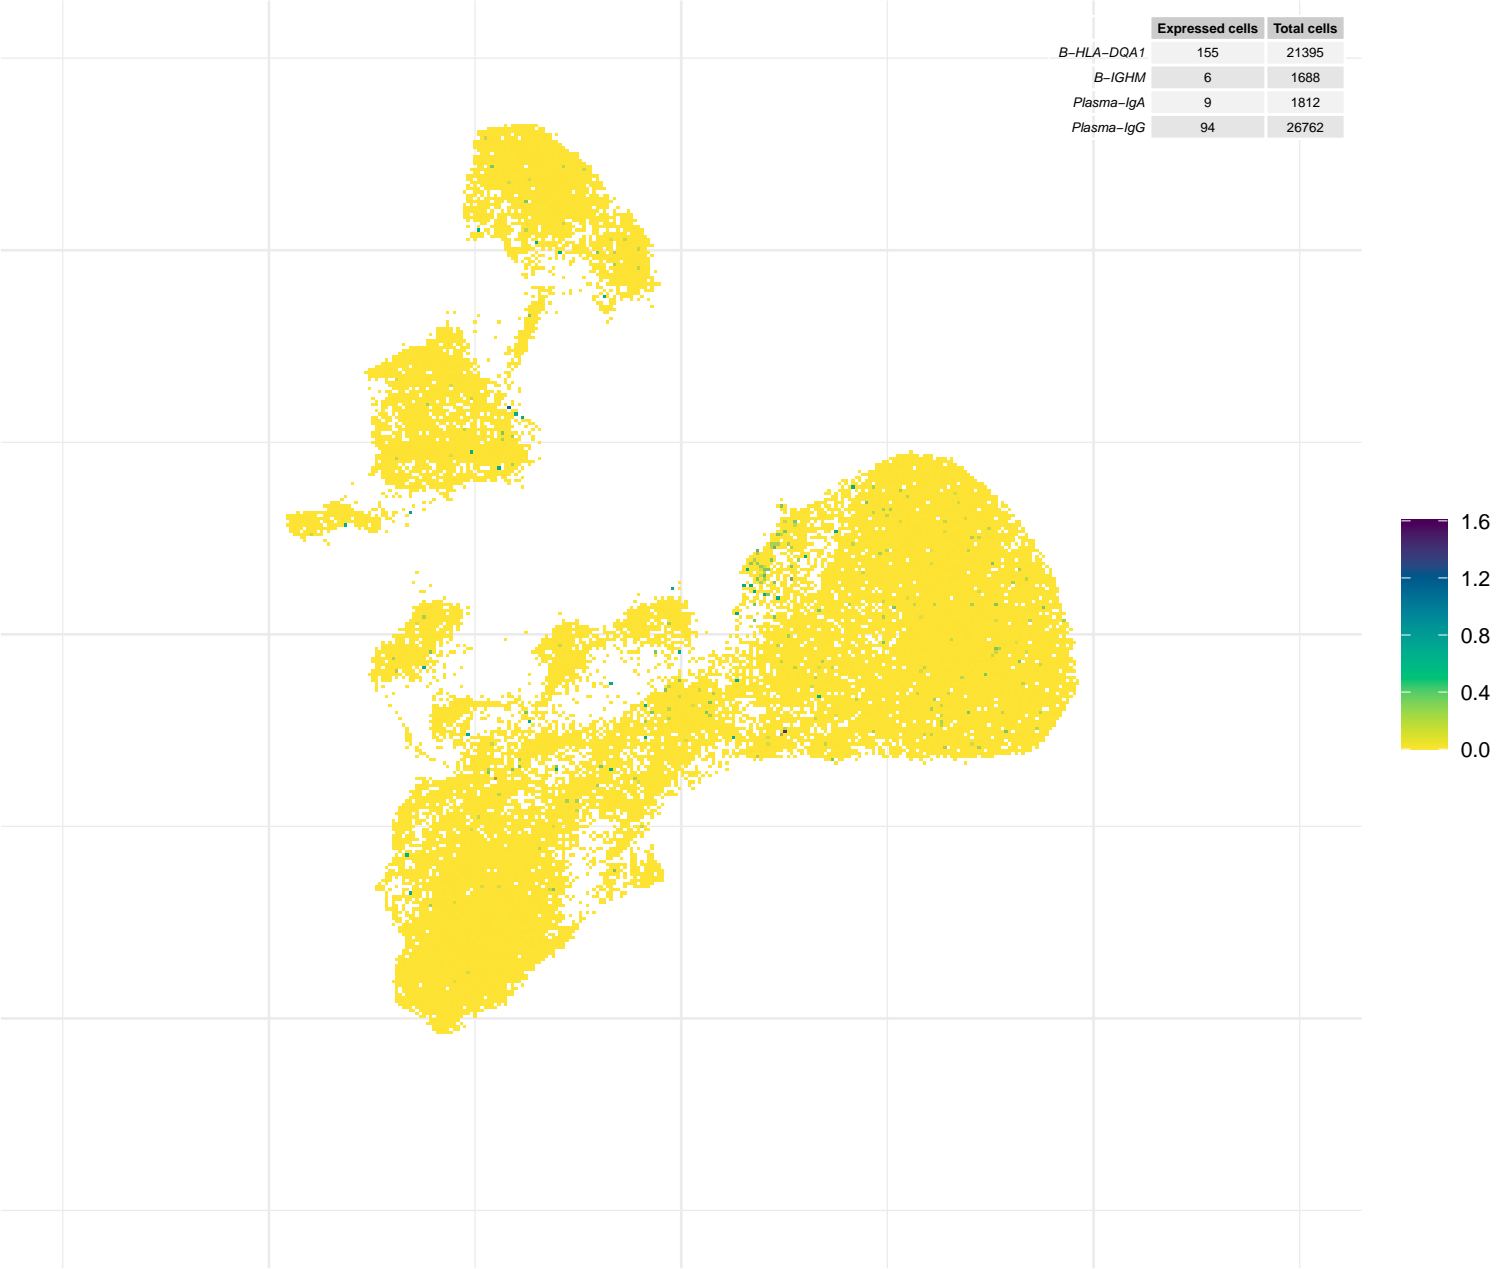 Expressed cells Total cells
B−HLA−DQA1 155 21395
B−IGHM 6 1688
Plasma−IgA 9 1812
Plasma−IgG 94 26762
1.6
1.2
0.8
0.4
0.0